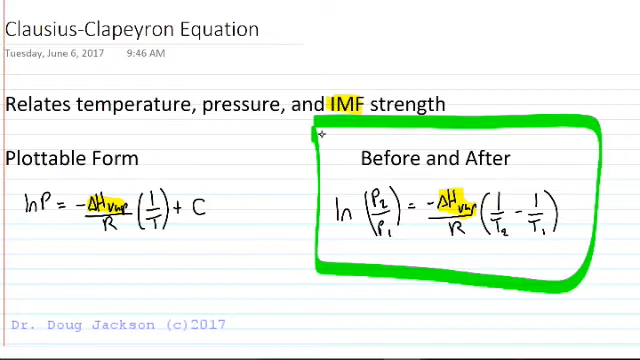 Clausius-Clapeyron Equation
Tuesday, June 6, 2017 9:46 AM
Relates temperature, pressure, and IMF strength
Plottable Form
ln P = -ΔHvap/R (1/T) + C
Before and After
ln (P2/P1) = -ΔHvap/R (1/T2 - 1/T1)
Dr. Doug Jackson (c)2017